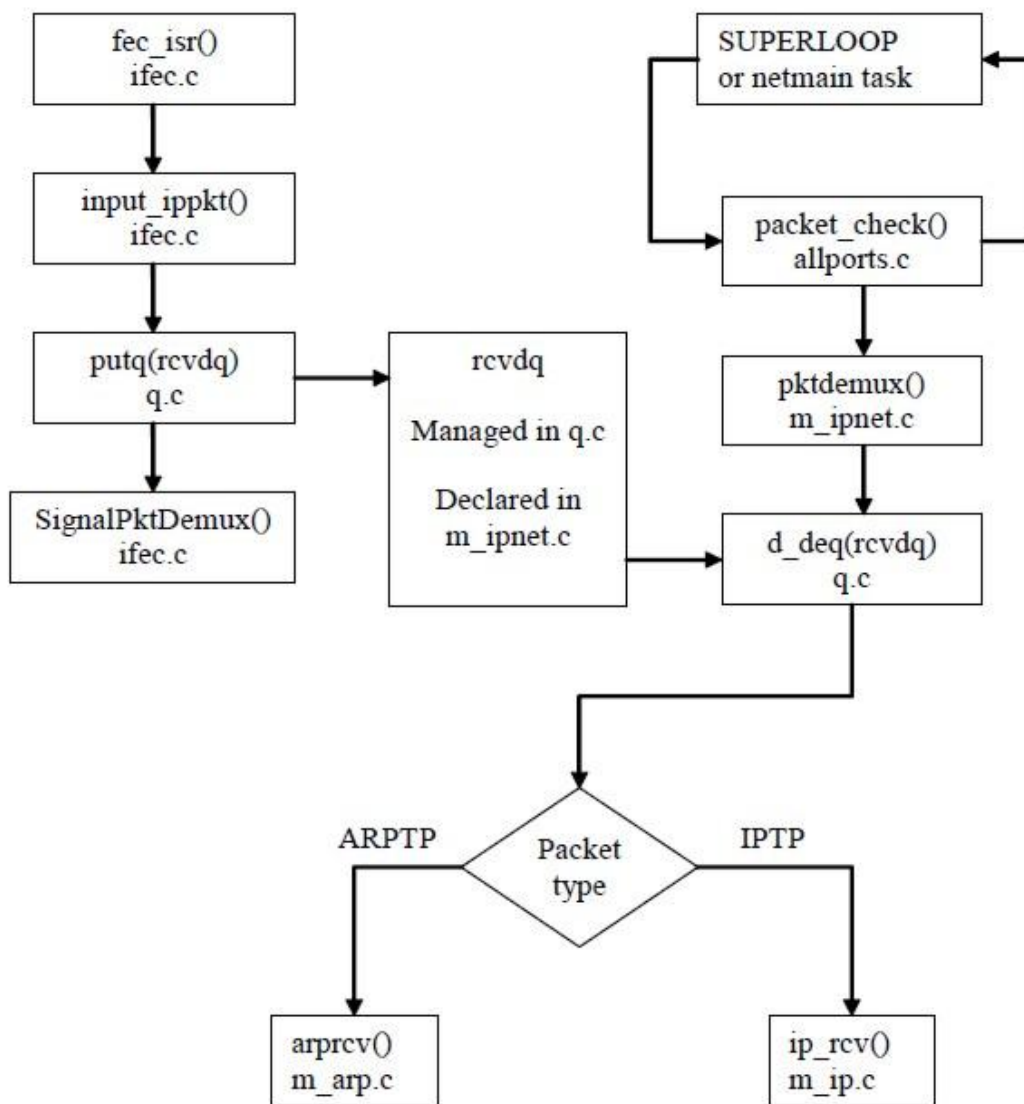 fec_isr()
ifec.c
SUPERLOOP
or netmain task
input_ippkt()
ifec.c
packet_check()
allports.c
putq(rcvdq)
q.c
rcvdq
Managed in q.c
Declared in
m_ipnet.c
pktdemux()
m_ipnet.c
SignalPktDemux()
ifec.c
d_deq(rcvdq)
q.c
ARPTP
Packet
type
IPTP
arprcv()
m_arp.c
ip_rcv()
m_ip.c